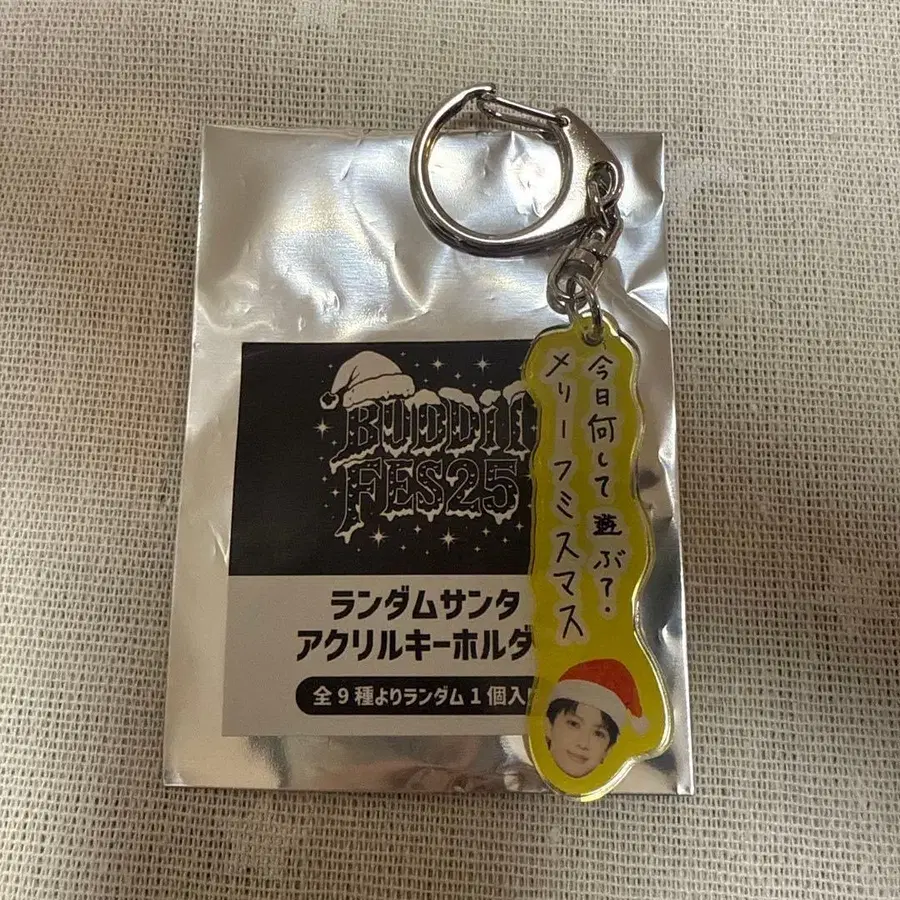 BUDDiiS
FES25
ランダムサンタ
アクリルキーホルダ
全9種よりランダム1個入り
今日何して遊ぶ?・
メリーフミスマス